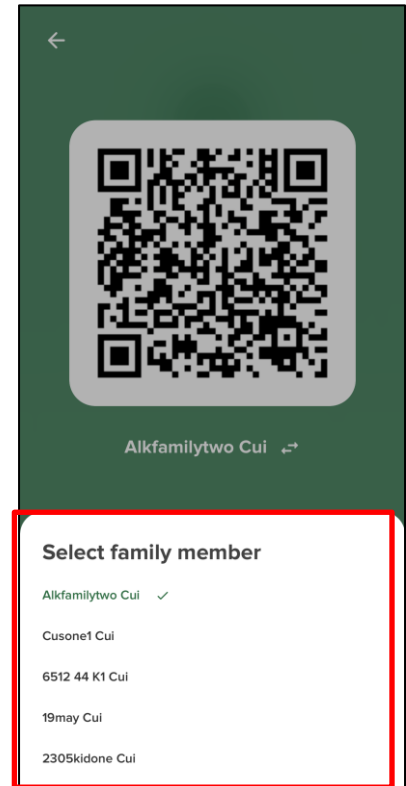 Alkfamilytwo Cui
Select family member
Alkfamilytwo Cui
Cusone1 Cui
6512 44 K1 Cui
19may Cui
2305kidone Cui